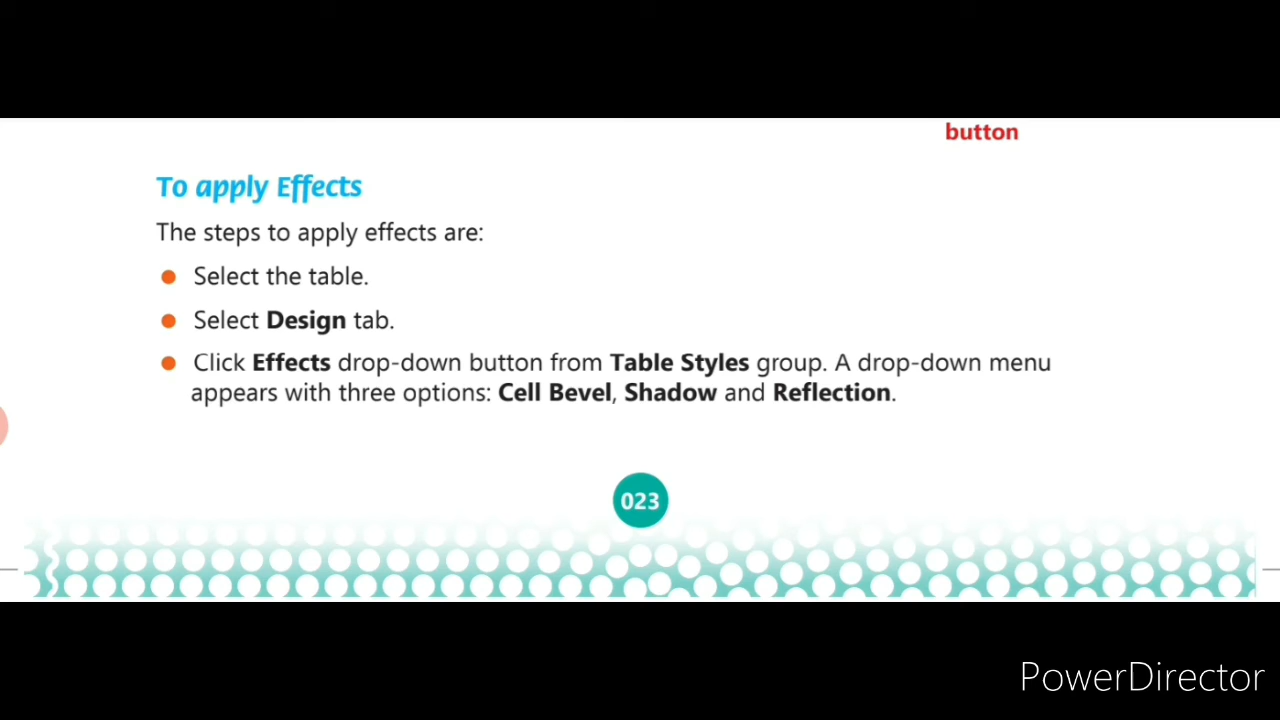 button
To apply Effects
The steps to apply effects are:
● Select the table.
● Select Design tab.
● Click Effects drop-down button from Table Styles group. A drop-down menu
appears with three options: Cell Bevel, Shadow and Reflection.
023
PowerDirector